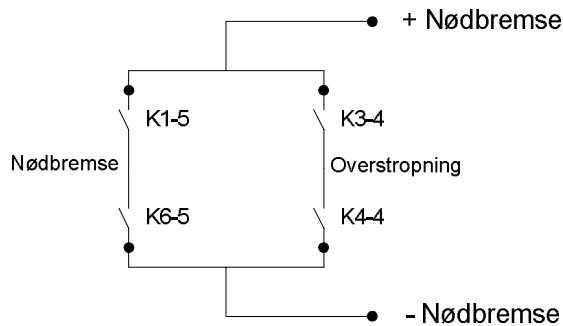 + Nødbremse
K1-5
K3-4
Nødbremse
Overstropning
K6-5
K4-4
- Nødbremse